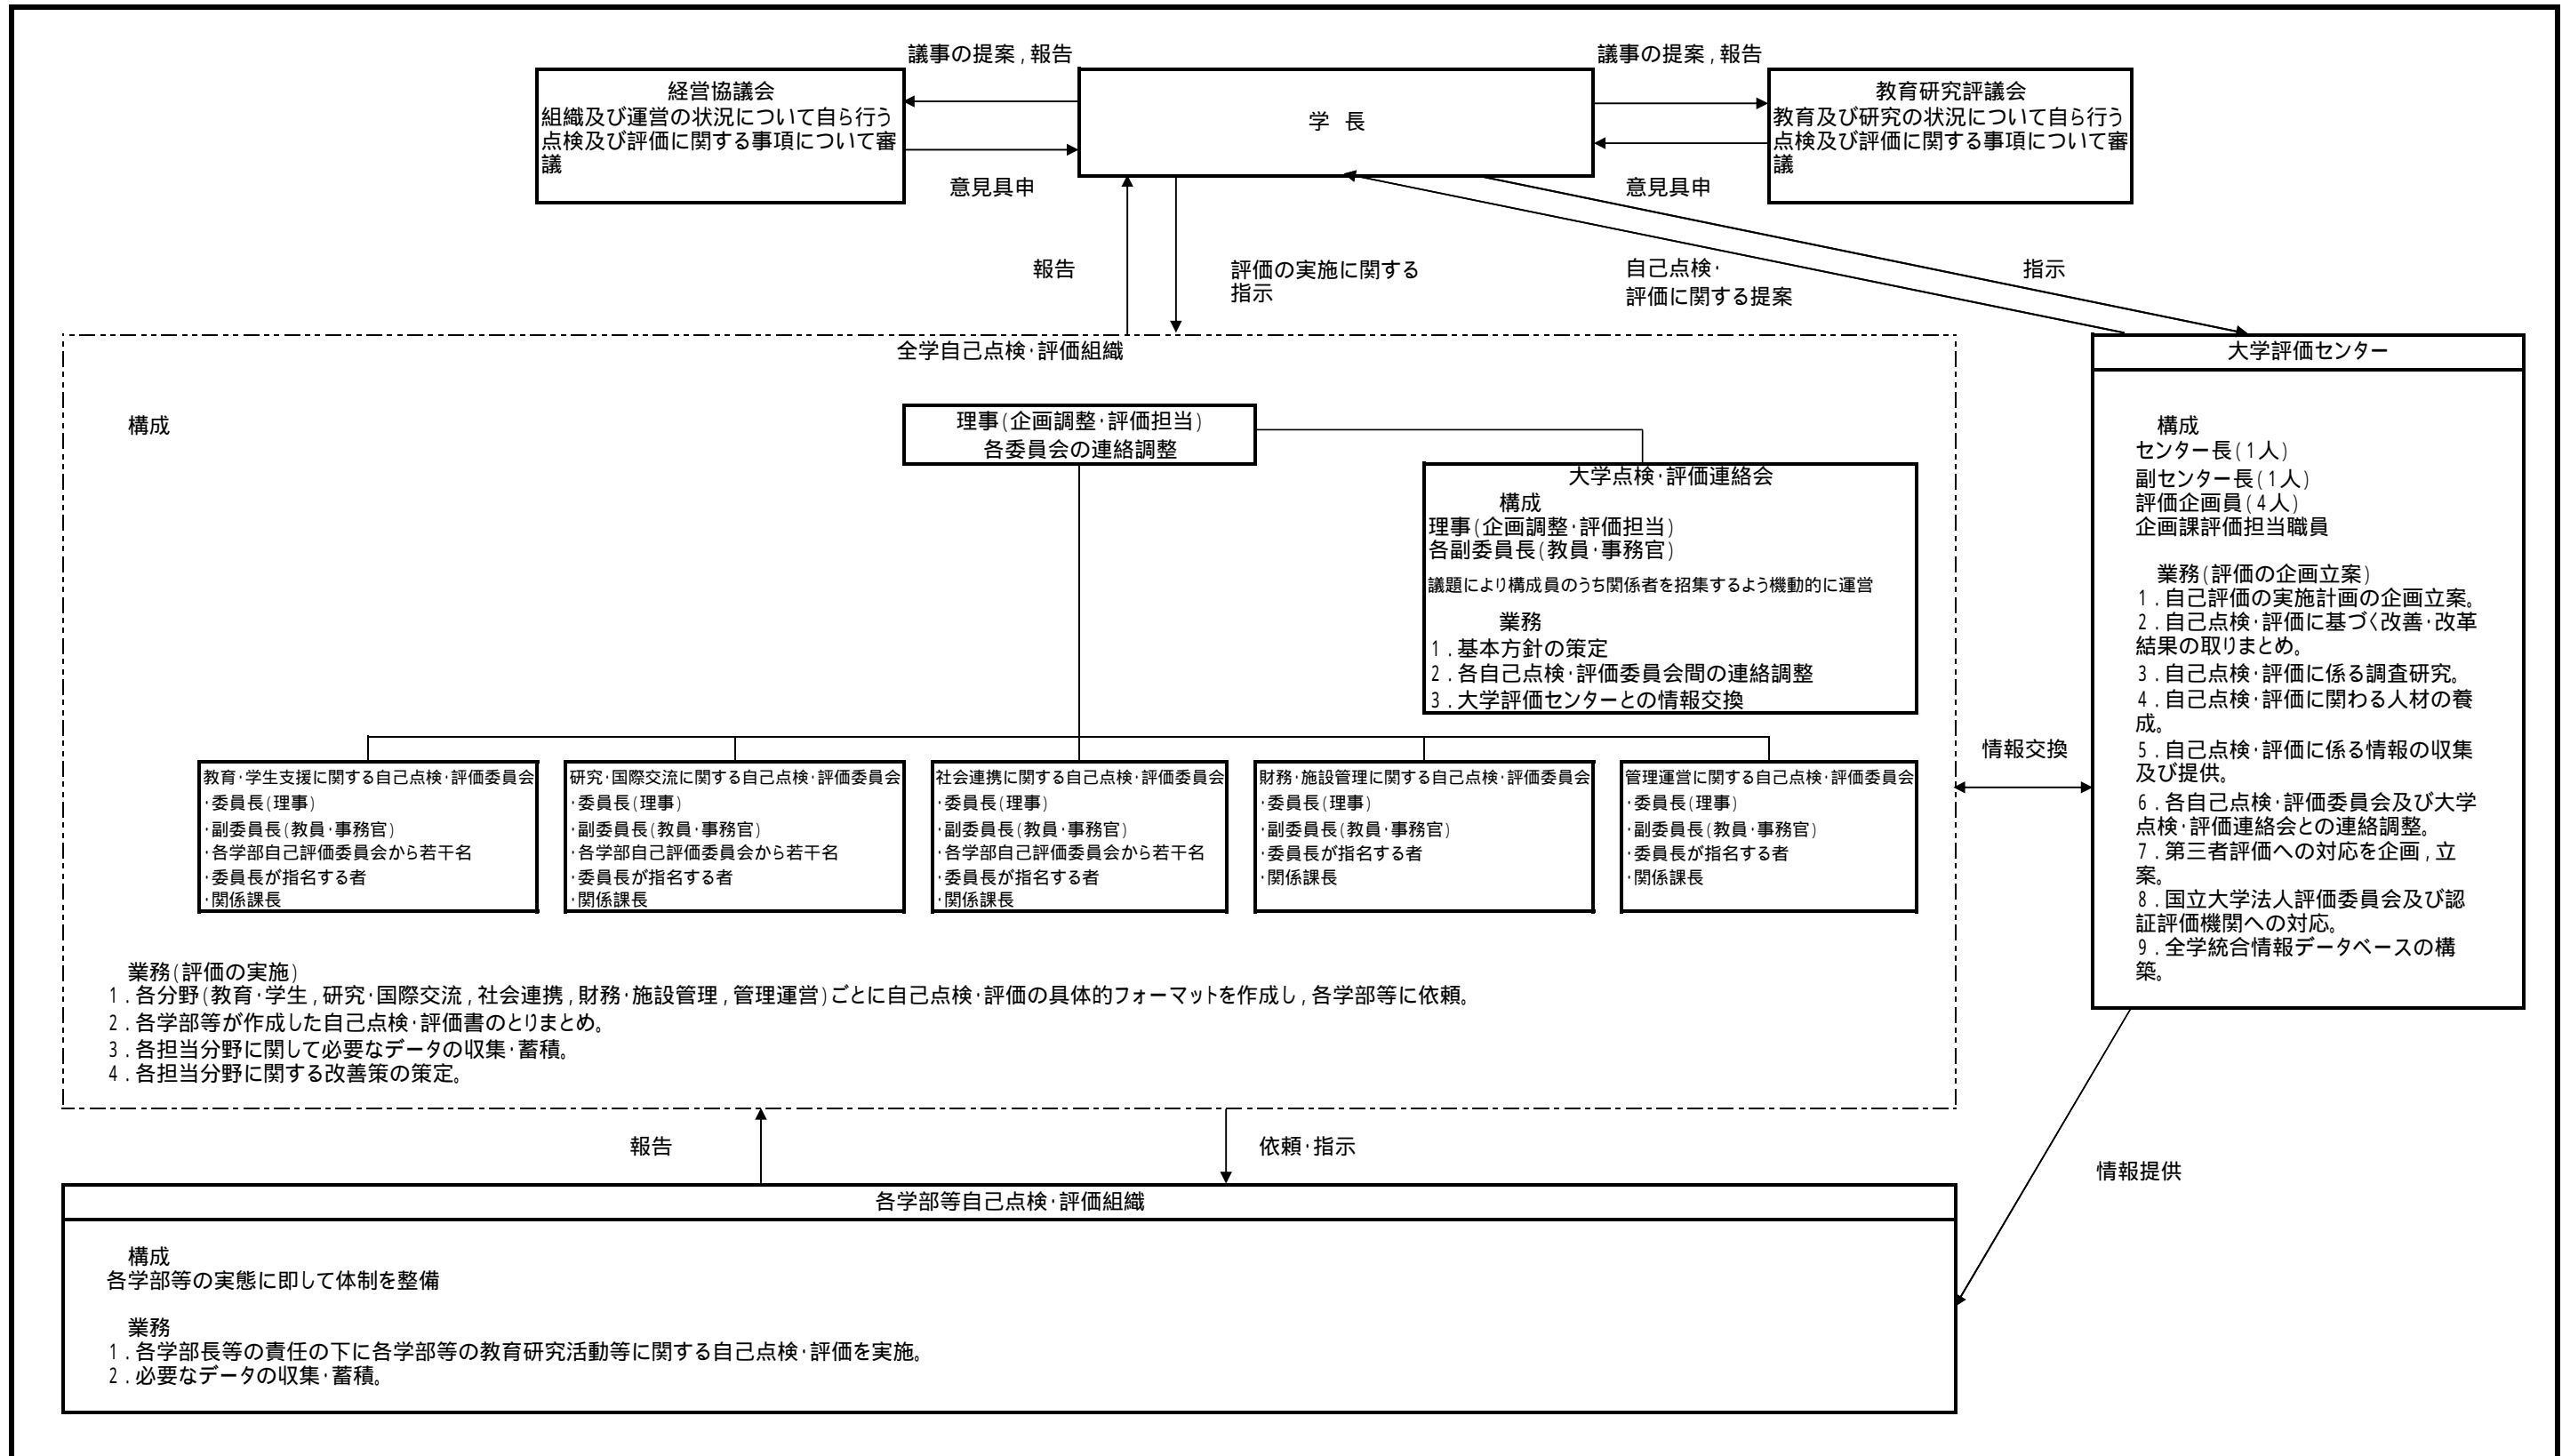 議事の提案,報告
議事の提案,報告
経営協議会
組織及び運営の状況について自ら行う
点検及び評価に関する事項について審
議
学 長
教育研究評議会
教育及び研究の状況について自ら行う
点検及び評価に関する事項について審
議
意見具申
意見具申
報告
評価の実施に関する
指示
自己点検・
評価に関する提案
指示
全学自己点検・評価組織
構成
理事(企画調整・評価担当)
各委員会の連絡調整
大学点検・評価連絡会
構成
理事(企画調整・評価担当)
各副委員長(教員・事務官)
議題により構成員のうち関係者を招集するよう機動的に運営
業務
1.基本方針の策定
2.各自己点検・評価委員会間の連絡調整
3.大学評価センターとの情報交換
教育・学生支援に関する自己点検・評価委員会
・委員長(理事)
・副委員長(教員・事務官)
・各学部自己評価委員会から若干名
・委員長が指名する者
・関係課長
研究・国際交流に関する自己点検・評価委員会
・委員長(理事)
・副委員長(教員・事務官)
・各学部自己評価委員会から若干名
・委員長が指名する者
・関係課長
社会連携に関する自己点検・評価委員会
・委員長(理事)
・副委員長(教員・事務官)
・各学部自己評価委員会から若干名
・委員長が指名する者
・関係課長
財務・施設管理に関する自己点検・評価委員会
・委員長(理事)
・副委員長(教員・事務官)
・委員長が指名する者
・関係課長
管理運営に関する自己点検・評価委員会
・委員長(理事)
・副委員長(教員・事務官)
・委員長が指名する者
・関係課長
業務(評価の実施)
1.各分野(教育・学生,研究・国際交流,社会連携,財務・施設管理,管理運営)ごとに自己点検・評価の具体的フォーマットを作成し,各学部等に依頼。
2.各学部等が作成した自己点検・評価書のとりまとめ。
3.各担当分野に関して必要なデータの収集・蓄積。
4.各担当分野に関する改善策の策定。
情報交換
大学評価センター
構成
センター長(1人)
副センター長(1人)
評価企画員(4人)
企画課評価担当職員
業務(評価の企画立案)
1.自己評価の実施計画の企画立案。
2.自己点検・評価に基づく改善・改革
結果の取りまとめ。
3.自己点検・評価に係る調査研究。
4.自己点検・評価に関わる人材の養
成。
5.自己点検・評価に係る情報の収集
及び提供。
6.各自己点検・評価委員会及び大学
点検・評価連絡会との連絡調整。
7.第三者評価への対応を企画,立
案。
8.国立大学法人評価委員会及び認
証評価機関への対応。
9.全学統合情報データベースの構
築。
報告
依頼・指示
情報提供
各学部等自己点検・評価組織
構成
各学部等の実態に即して体制を整備
業務
1.各学部長等の責任の下に各学部等の教育研究活動等に関する自己点検・評価を実施。
2.必要なデータの収集・蓄積。